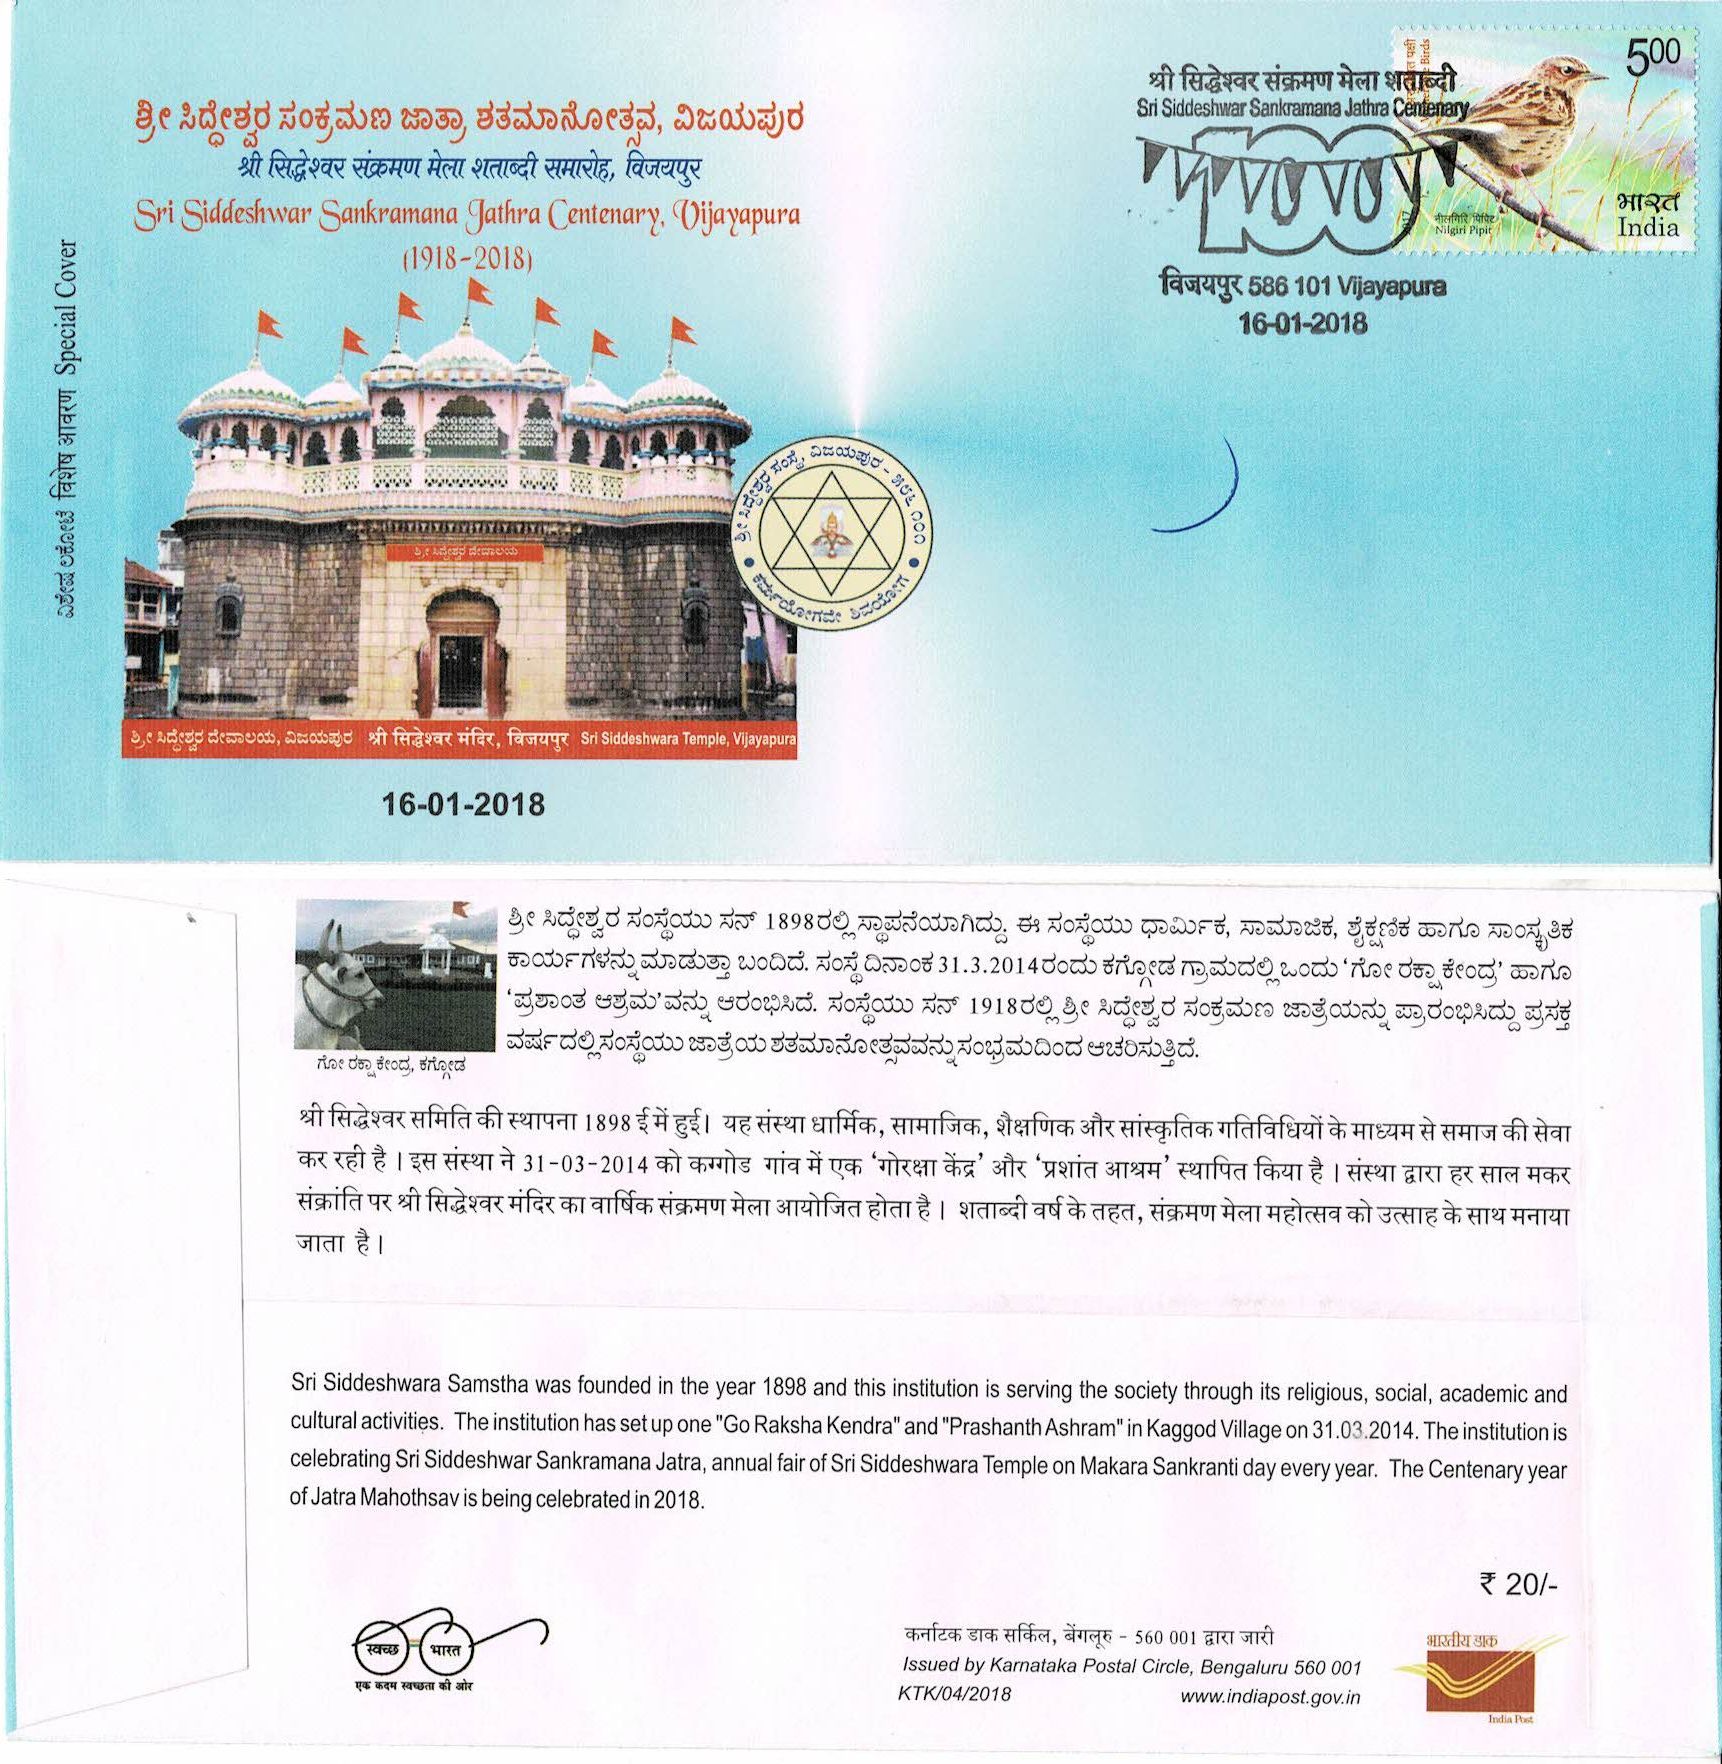 ಶ್ರೀ ಸಿದ್ಧೇಶ್ವರ ಸಂಕ್ರಮಣ ಜಾತ್ರಾ ಶತಮಾನೋತ್ಸವ, ವಿಜಯಪುರ
श्री सिद्धेश्वर संक्रमण मेला शताब्दी समारोह, विजयपुर
Sri Siddeshwar Sankramana Jathra Centenary, Vijayapura
(1918-2018)
ವಿಶೇಷ ಲಕೋಟೆ विशेष आवरण Special Cover
श्री सिद्धेश्वर संक्रमण मेला शताब्दी
Sri Siddeshwar Sankramana Jathra Centenary
100
विजयपुर 586 101 Vijayapura
16-01-2018
पक्षी
Birds
500
नीलगिरि पिपिट
Nilgiri Pipit
भारत
India
2017
ಶ್ರೀ ಸಿದ್ಧೇಶ್ವರ ಸಂಸ್ಥೆ, ವಿಜಯಪುರ - ೫೮೬ ೧೦೧
ಕರ್ಮಯೋಗವೇ ಶಿವಯೋಗ
ಶ್ರೀ ಸಿದ್ಧೇಶ್ವರ ದೇವಾಲಯ
ಶ್ರೀ ಸಿದ್ಧೇಶ್ವರ ದೇವಾಲಯ, ವಿಜಯಪುರ श्री सिद्धेश्वर मंदिर, विजयपुर Sri Siddeshwara Temple, Vijayapura
16-01-2018
ಶ್ರೀ ಸಿದ್ಧೇಶ್ವರ ಸಂಸ್ಥೆಯು ಸನ್ 1898ರಲ್ಲಿ ಸ್ಥಾಪನೆಯಾಗಿದ್ದು, ಈ ಸಂಸ್ಥೆಯು ಧಾರ್ಮಿಕ, ಸಾಮಾಜಿಕ, ಶೈಕ್ಷಣಿಕ ಹಾಗೂ ಸಾಂಸ್ಕೃತಿಕ
ಕಾರ್ಯಗಳನ್ನು ಮಾಡುತ್ತಾ ಬಂದಿದೆ. ಸಂಸ್ಥೆ ದಿನಾಂಕ 31.3.2014ರಂದು ಕಗ್ಗೋಡ ಗ್ರಾಮದಲ್ಲಿ ಒಂದು 'ಗೋ ರಕ್ಷಾ ಕೇಂದ್ರ' ಹಾಗೂ
'ಪ್ರಶಾಂತ ಆಶ್ರಮ'ವನ್ನು ಆರಂಭಿಸಿದೆ. ಸಂಸ್ಥೆಯು ಸನ್ 1918ರಲ್ಲಿ ಶ್ರೀ ಸಿದ್ಧೇಶ್ವರ ಸಂಕ್ರಮಣ ಜಾತ್ರೆಯನ್ನು ಪ್ರಾರಂಭಿಸಿದ್ದು ಪ್ರಸಕ್ತ
ವರ್ಷದಲ್ಲಿ ಸಂಸ್ಥೆಯು ಜಾತ್ರೆಯ ಶತಮಾನೋತ್ಸವವನ್ನು ಸಂಭ್ರಮದಿಂದ ಆಚರಿಸುತ್ತಿದೆ.
ಗೋ ರಕ್ಷಾ ಕೇಂದ್ರ, ಕಗ್ಗೋಡ
श्री सिद्धेश्वर समिति की स्थापना 1898 ई में हुई। यह संस्था धार्मिक, सामाजिक, शैक्षणिक और सांस्कृतिक गतिविधियों के माध्यम से समाज की सेवा
कर रही है। इस संस्था ने 31-03-2014 को कग्गोड गांव में एक 'गोरक्षा केंद्र' और 'प्रशांत आश्रम' स्थापित किया है। संस्था द्वारा हर साल मकर
संक्रांति पर श्री सिद्धेश्वर मंदिर का वार्षिक संक्रमण मेला आयोजित होता है। शताब्दी वर्ष के तहत, संक्रमण मेला महोत्सव को उत्साह के साथ मनाया
जाता है।
Sri Siddeshwara Samstha was founded in the year 1898 and this institution is serving the society through its religious, social, academic and
cultural activities. The institution has set up one "Go Raksha Kendra" and "Prashanth Ashram" in Kaggod Village on 31.03.2014. The institution is
celebrating Sri Siddeshwar Sankramana Jatra, annual fair of Sri Siddeshwara Temple on Makara Sankranti day every year. The Centenary year
of Jatra Mahothsav is being celebrated in 2018.
₹ 20/-
स्वच्छ भारत
एक कदम स्वच्छता की ओर
कर्नाटक डाक सर्किल, बेंगलूरु - 560 001 द्वारा जारी
Issued by Karnataka Postal Circle, Bengaluru 560 001
KTK/04/2018 www.indiapost.gov.in
भारतीय डाक
India Post